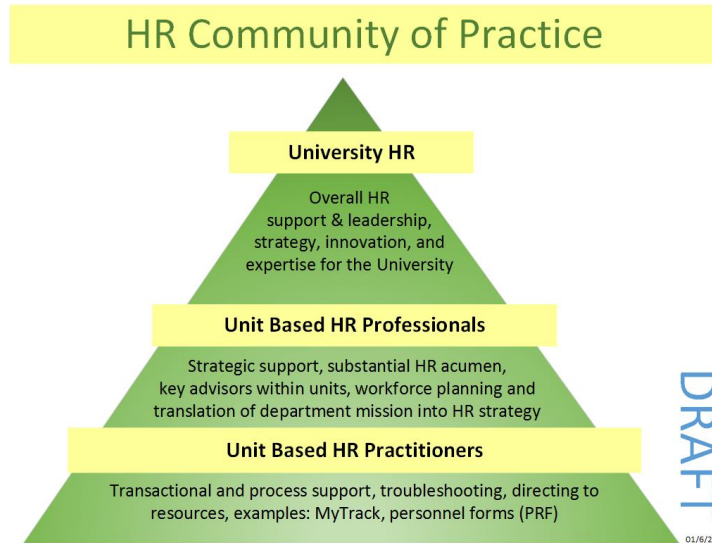 HR Community of Practice
University HR
Overall HR
support & leadership,
strategy, innovation, and
expertise for the University
Unit Based HR Professionals
Strategic support, substantial HR acumen,
key advisors within units, workforce planning and
translation of department mission into HR strategy
Unit Based HR Practitioners
Transactional and process support, troubleshooting, directing to
resources, examples: MyTrack, personnel forms (PRF)
DRAFT